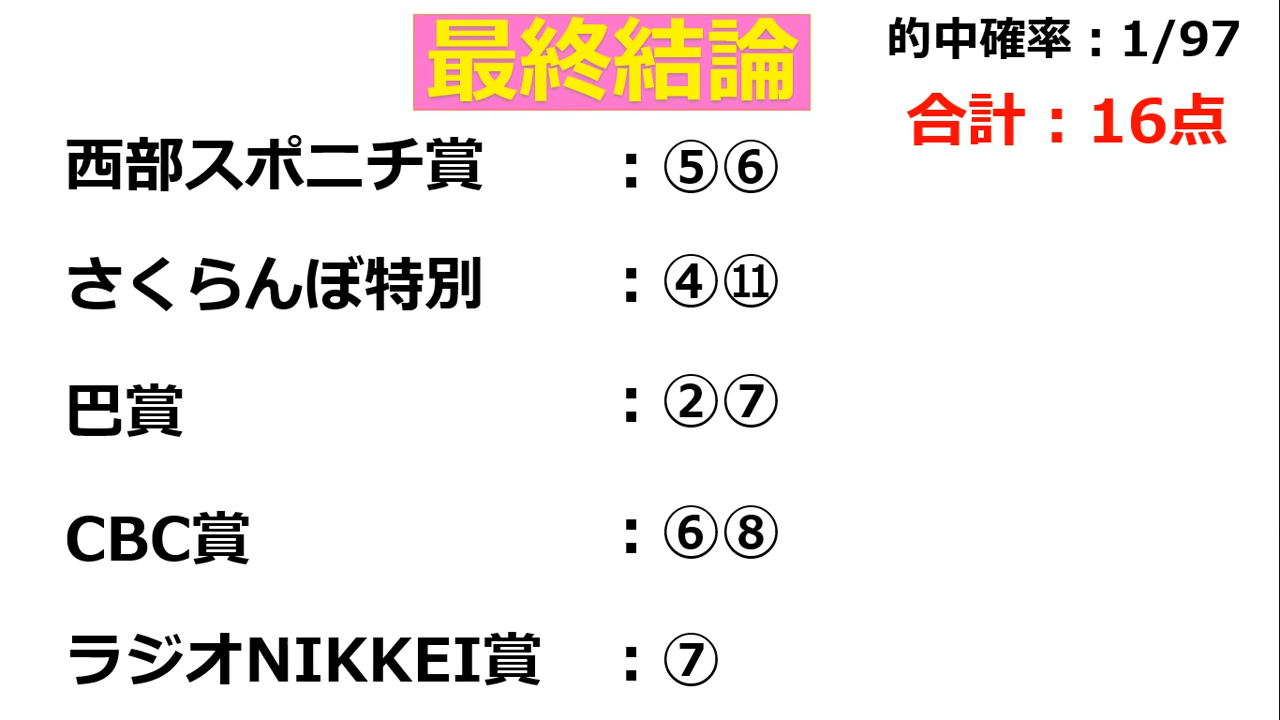 最終結論
的中確率：1/97
合計：16点
西部スポニチ賞 ：⑤⑥
さくらんぼ特別 ：④⑪
巴賞 ：②⑦
CBC賞 ：⑥⑧
ラジオNIKKEI賞 ：⑦